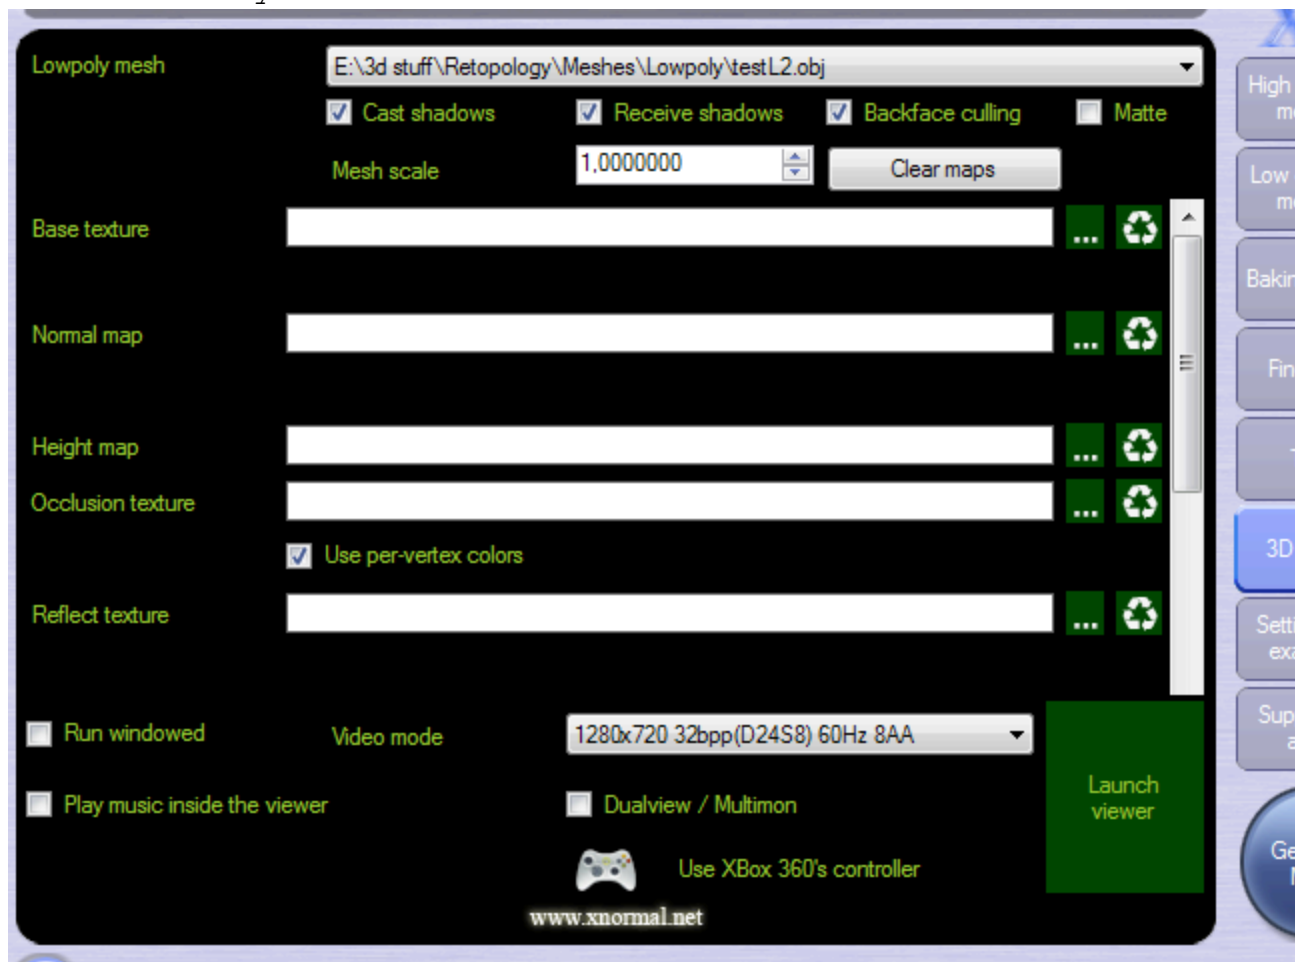 Lowpoly mesh
E:\3d stuff\Retopology\Meshes\Lowpoly\testL2.obj
Cast shadows Receive shadows Backface culling Matte
Mesh scale 1,0000000 Clear maps
Base texture ...
Normal map ...
Height map ...
Occlusion texture ...
Use per-vertex colors
Reflect texture ...
Run windowed Video mode 1280x720 32bpp(D24S8) 60Hz 8AA
Play music inside the viewer Dualview / Multimon
Launch
viewer
Use XBox 360's controller
www.xnormal.net
High
Low
3D